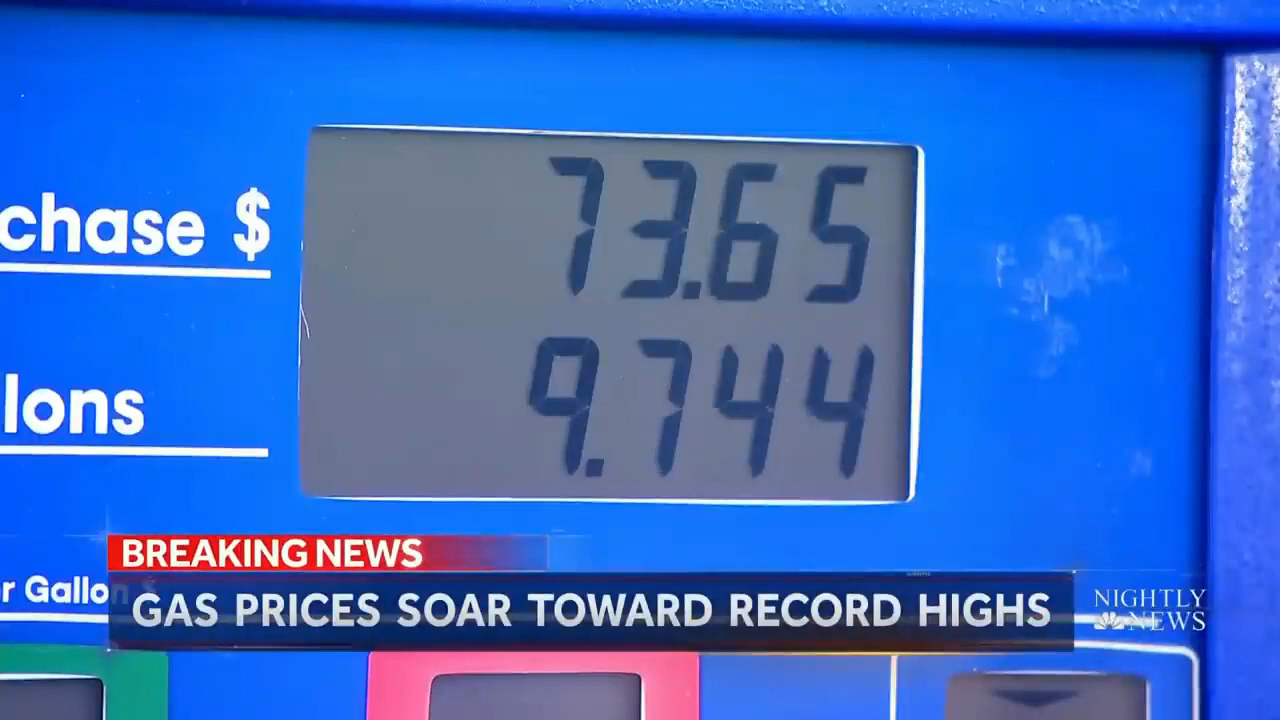 chase $
73.65
9.744
lons
BREAKING NEWS
r Gallon $
GAS PRICES SOAR TOWARD RECORD HIGHS
NIGHTLY
NEWS